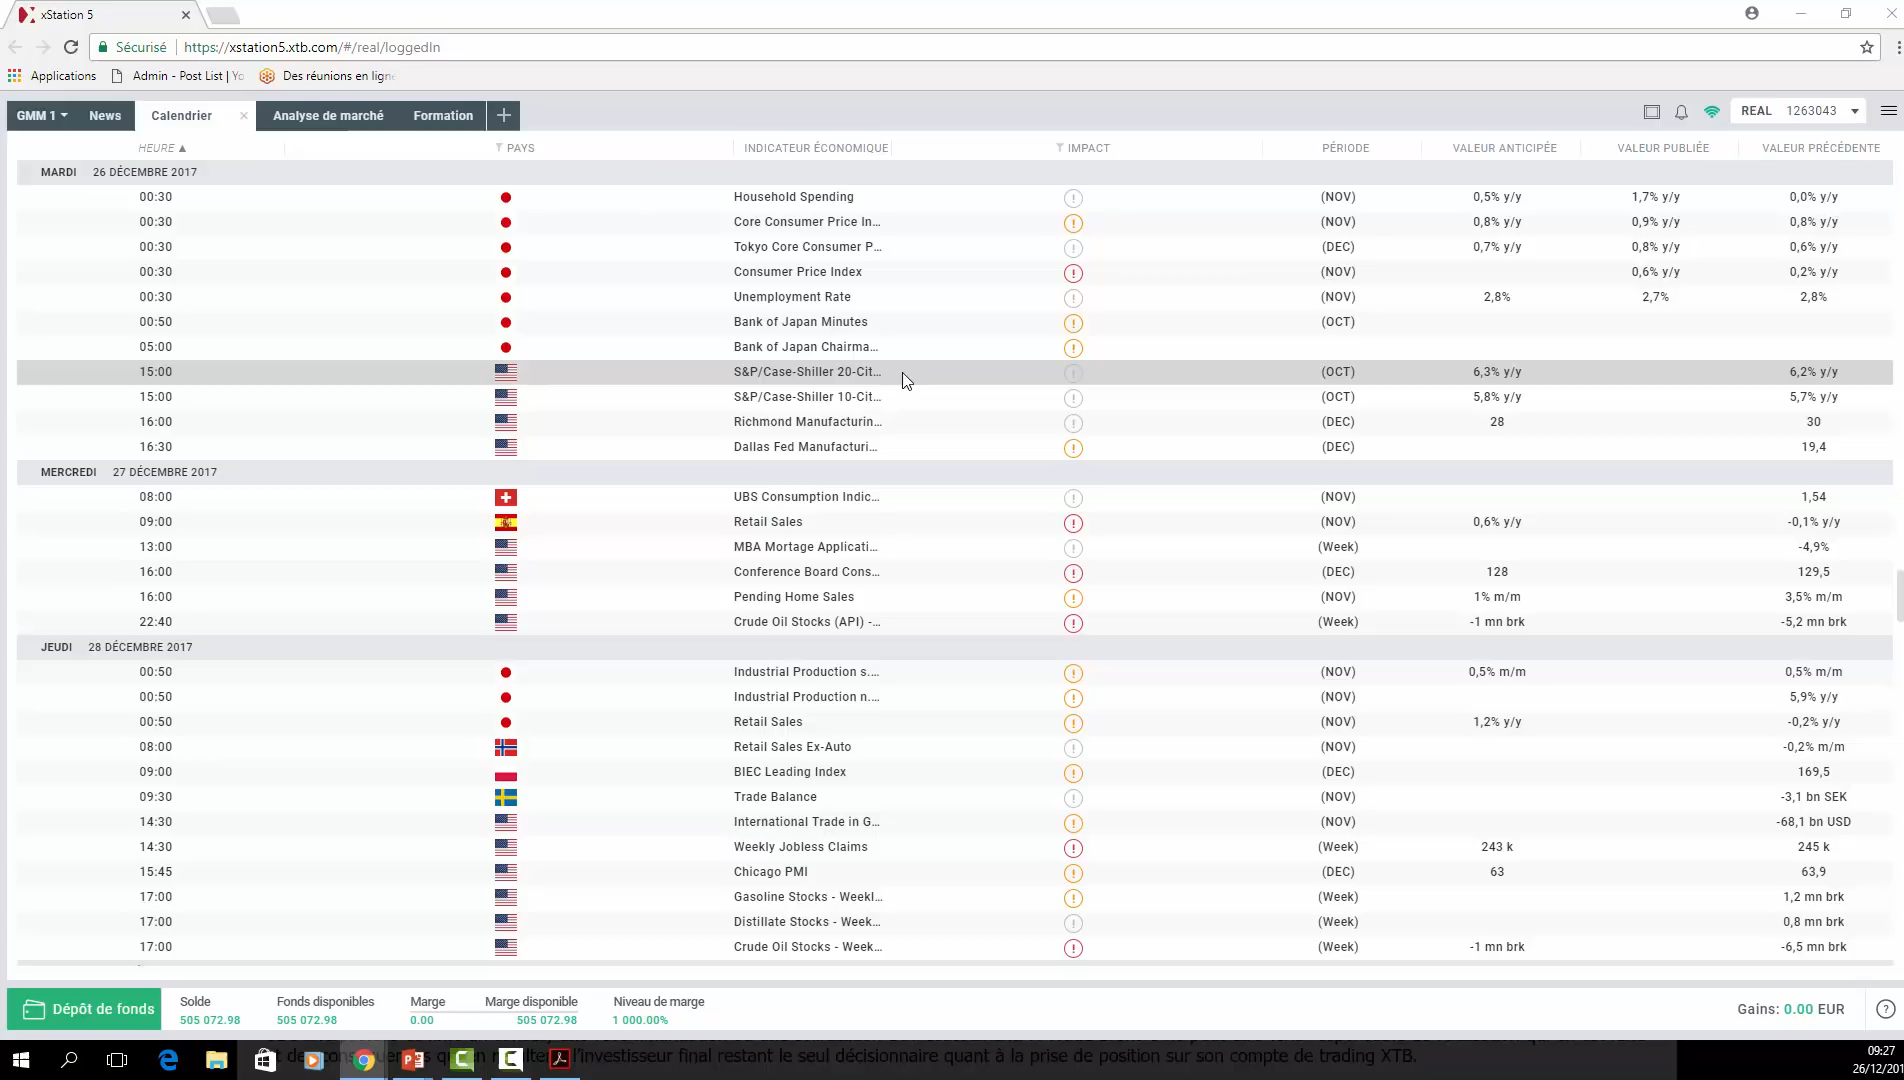 xStation 5
Sécurisé https://xstation5.xtb.com/#/real/loggedIn
Applications Admin - Post List | Yo Des réunions en ligne
GMM 1 News Calendrier Analyse de marché Formation REAL 1263043
HEURE ▲ PAYS INDICATEUR ÉCONOMIQUE IMPACT PÉRIODE VALEUR ANTICIPÉE VALEUR PUBLIÉE VALEUR PRÉCÉDENTE
MARDI 26 DÉCEMBRE 2017
00:30 Household Spending (NOV) 0,5% y/y 1,7% y/y 0,0% y/y
00:30 Core Consumer Price In... (NOV) 0,8% y/y 0,9% y/y 0,8% y/y
00:30 Tokyo Core Consumer P... (DEC) 0,7% y/y 0,8% y/y 0,6% y/y
00:30 Consumer Price Index (NOV) 0,6% y/y 0,2% y/y
00:30 Unemployment Rate (NOV) 2,8% 2,7% 2,8%
00:50 Bank of Japan Minutes (OCT)
05:00 Bank of Japan Chairma...
15:00 S&P/Case-Shiller 20-Cit... (OCT) 6,3% y/y 6,2% y/y
15:00 S&P/Case-Shiller 10-Cit... (OCT) 5,8% y/y 5,7% y/y
16:00 Richmond Manufacturin... (DEC) 28 30
16:30 Dallas Fed Manufacturi... (DEC) 19,4
MERCREDI 27 DÉCEMBRE 2017
08:00 UBS Consumption Indic... (NOV) 1,54
09:00 Retail Sales (NOV) 0,6% y/y -0,1% y/y
13:00 MBA Mortage Applicati... (Week) -4,9%
16:00 Conference Board Cons... (DEC) 128 129,5
16:00 Pending Home Sales (NOV) 1% m/m 3,5% m/m
22:40 Crude Oil Stocks (API) -... (Week) -1 mn brk -5,2 mn brk
JEUDI 28 DÉCEMBRE 2017
00:50 Industrial Production s.... (NOV) 0,5% m/m 0,5% m/m
00:50 Industrial Production n.... (NOV) 5,9% y/y
00:50 Retail Sales (NOV) 1,2% y/y -0,2% y/y
08:00 Retail Sales Ex-Auto (NOV) -0,2% m/m
09:00 BIEC Leading Index (DEC) 169,5
09:30 Trade Balance (NOV) -3,1 bn SEK
14:30 International Trade in G... (NOV) -68,1 bn USD
14:30 Weekly Jobless Claims (Week) 243 k 245 k
15:45 Chicago PMI (DEC) 63 63,9
17:00 Gasoline Stocks - Weekl... (Week) 1,2 mn brk
17:00 Distillate Stocks - Week... (Week) 0,8 mn brk
17:00 Crude Oil Stocks - Week... (Week) -1 mn brk -6,5 mn brk
Dépôt de fonds Solde Fonds disponibles Marge Marge disponible Niveau de marge Gains: 0.00 EUR
505 072.98 505 072.98 0.00 505 072.98 1 000.00%
l'investisseur final restant le seul décisionnaire quant à la prise de position sur son compte de trading XTB.
09:27
26/12/201